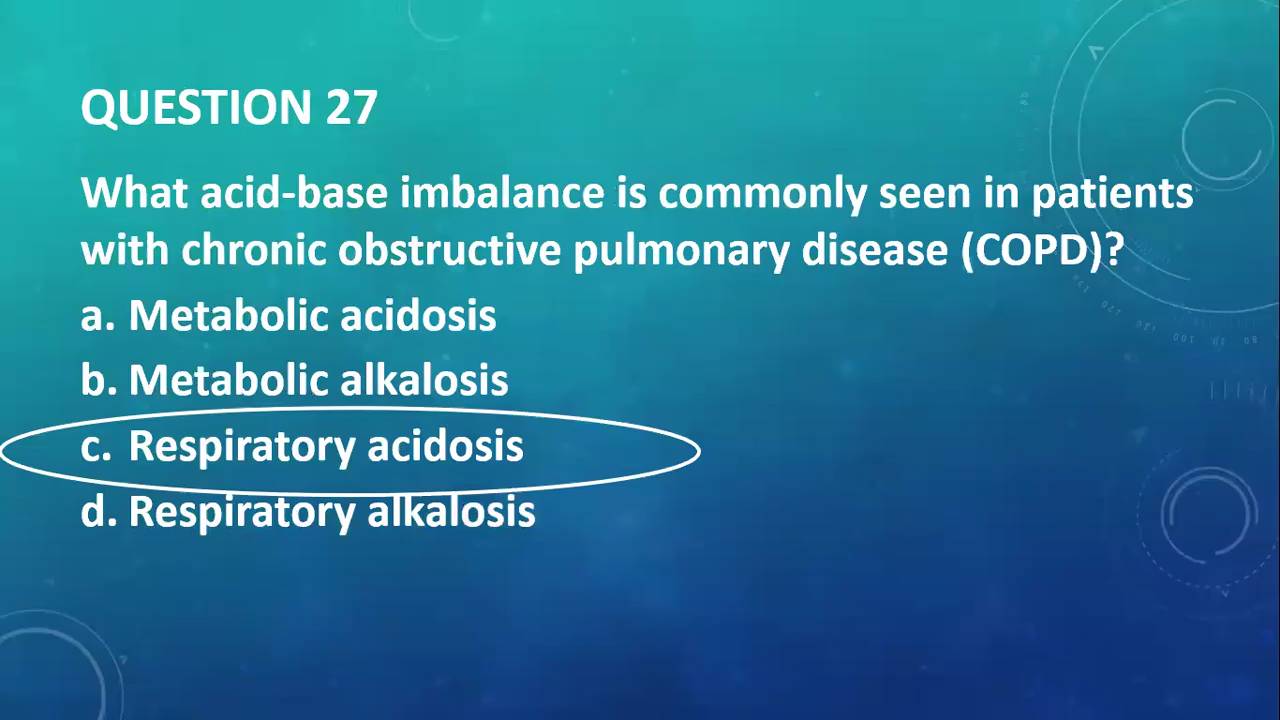 QUESTION 27
What acid-base imbalance is commonly seen in patients
with chronic obstructive pulmonary disease (COPD)?
a. Metabolic acidosis
b. Metabolic alkalosis
c. Respiratory acidosis
d. Respiratory alkalosis